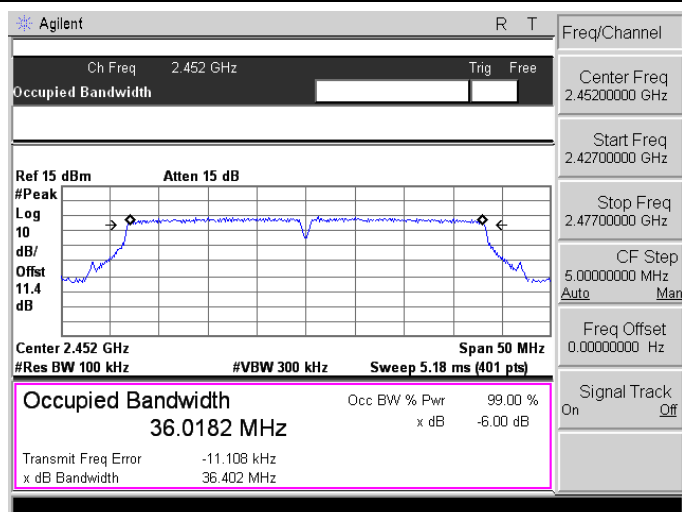 Agilent R T
Ch Freq 2.452 GHz Trig Free
Occupied Bandwidth
Ref 15 dBm Atten 15 dB
#Peak
Log
10
dB/
Offst
11.4
dB
Center 2.452 GHz Span 50 MHz
#Res BW 100 kHz #VBW 300 kHz Sweep 5.18 ms (401 pts)
Occupied Bandwidth Occ BW % Pwr 99.00 %
36.0182 MHz x dB -6.00 dB
Transmit Freq Error -11.108 kHz
x dB Bandwidth 36.402 MHz
Freq/Channel
Center Freq
2.45200000 GHz
Start Freq
2.42700000 GHz
Stop Freq
2.47700000 GHz
CF Step
5.00000000 MHz
Auto Man
Freq Offset
0.00000000 Hz
Signal Track
On Off